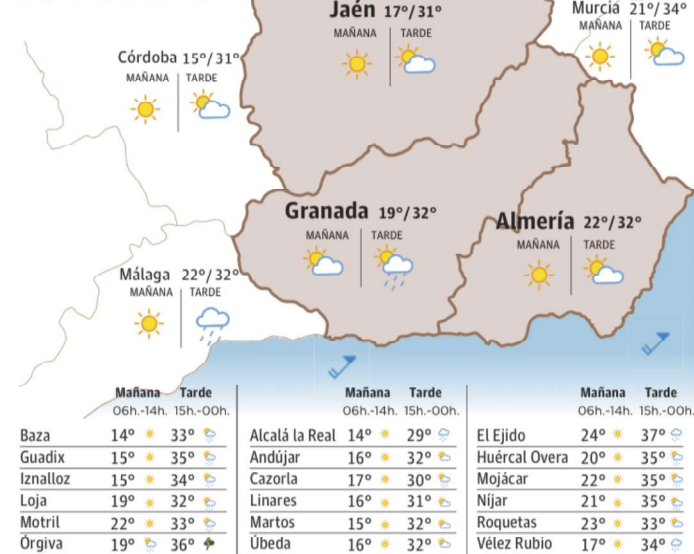 Jaén 17°/31°
MAÑANA TARDE
Murcia 21°/34°
MAÑANA TARDE
Córdoba 15°/31°
MAÑANA TARDE
Granada 19°/32°
MAÑANA TARDE
Almería 22°/32°
MAÑANA TARDE
Málaga 22°/32°
MAÑANA TARDE
Mañana Tarde
06h.-14h. 15h.-00h.
Baza 14° 33°
Guadix 15° 35°
Iznalloz 15° 34°
Loja 19° 32°
Motril 22° 33°
Órgiva 19° 36°
Mañana Tarde
06h.-14h. 15h.-00h.
Alcalá la Real 14° 29°
Andújar 16° 32°
Cazorla 17° 30°
Linares 16° 31°
Martos 15° 32°
Úbeda 16° 32°
Mañana Tarde
06h.-14h. 15h.-00h.
El Ejido 24° 37°
Huércal Overa 20° 35°
Mojácar 22° 35°
Níjar 21° 35°
Roquetas 23° 33°
Vélez Rubio 17° 34°